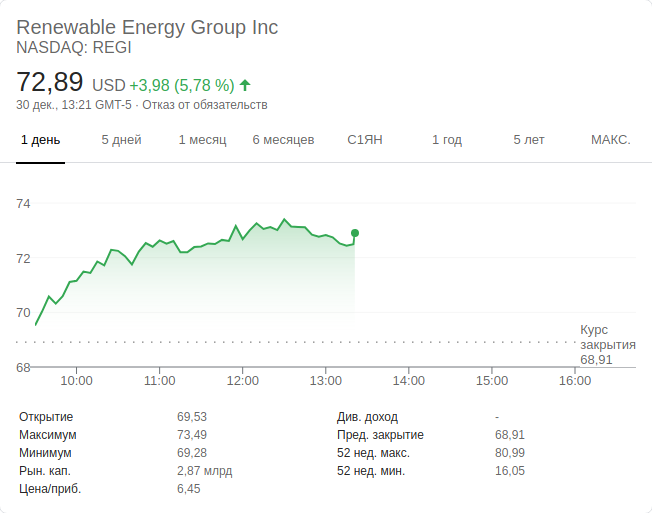 Renewable Energy Group Inc
NASDAQ: REGI
72,89 USD +3,98 (5,78 %)
30 дек., 13:21 GMT-5 · Отказ от обязательств
1 день 5 дней 1 месяц 6 месяцев С1ЯН 1 год 5 лет МАКС.
74
72
70
Курс
закрытия
68,91
68
10:00 11:00 12:00 13:00 14:00 15:00 16:00
Открытие 69,53 Див. доход -
Максимум 73,49 Пред. закрытие 68,91
Минимум 69,28 52 нед. макс. 80,99
Рын. кап. 2,87 млрд 52 нед. мин. 16,05
Цена/приб. 6,45